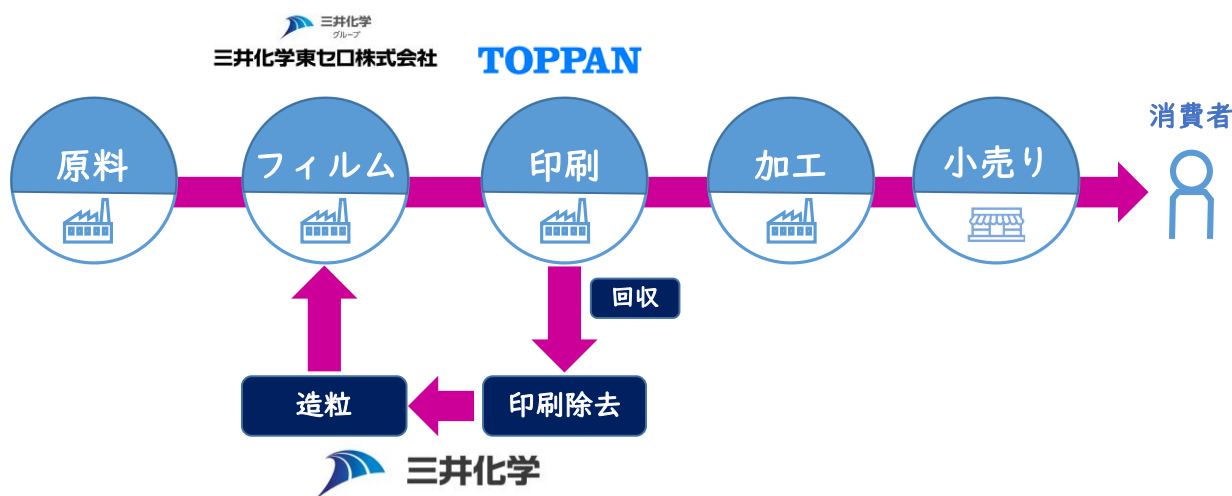 三井化学
グループ
三井化学東セロ株式会社
TOPPAN
消費者
原料
フィルム
印刷
加工
小売り
回収
造粒
印刷除去
三井化学